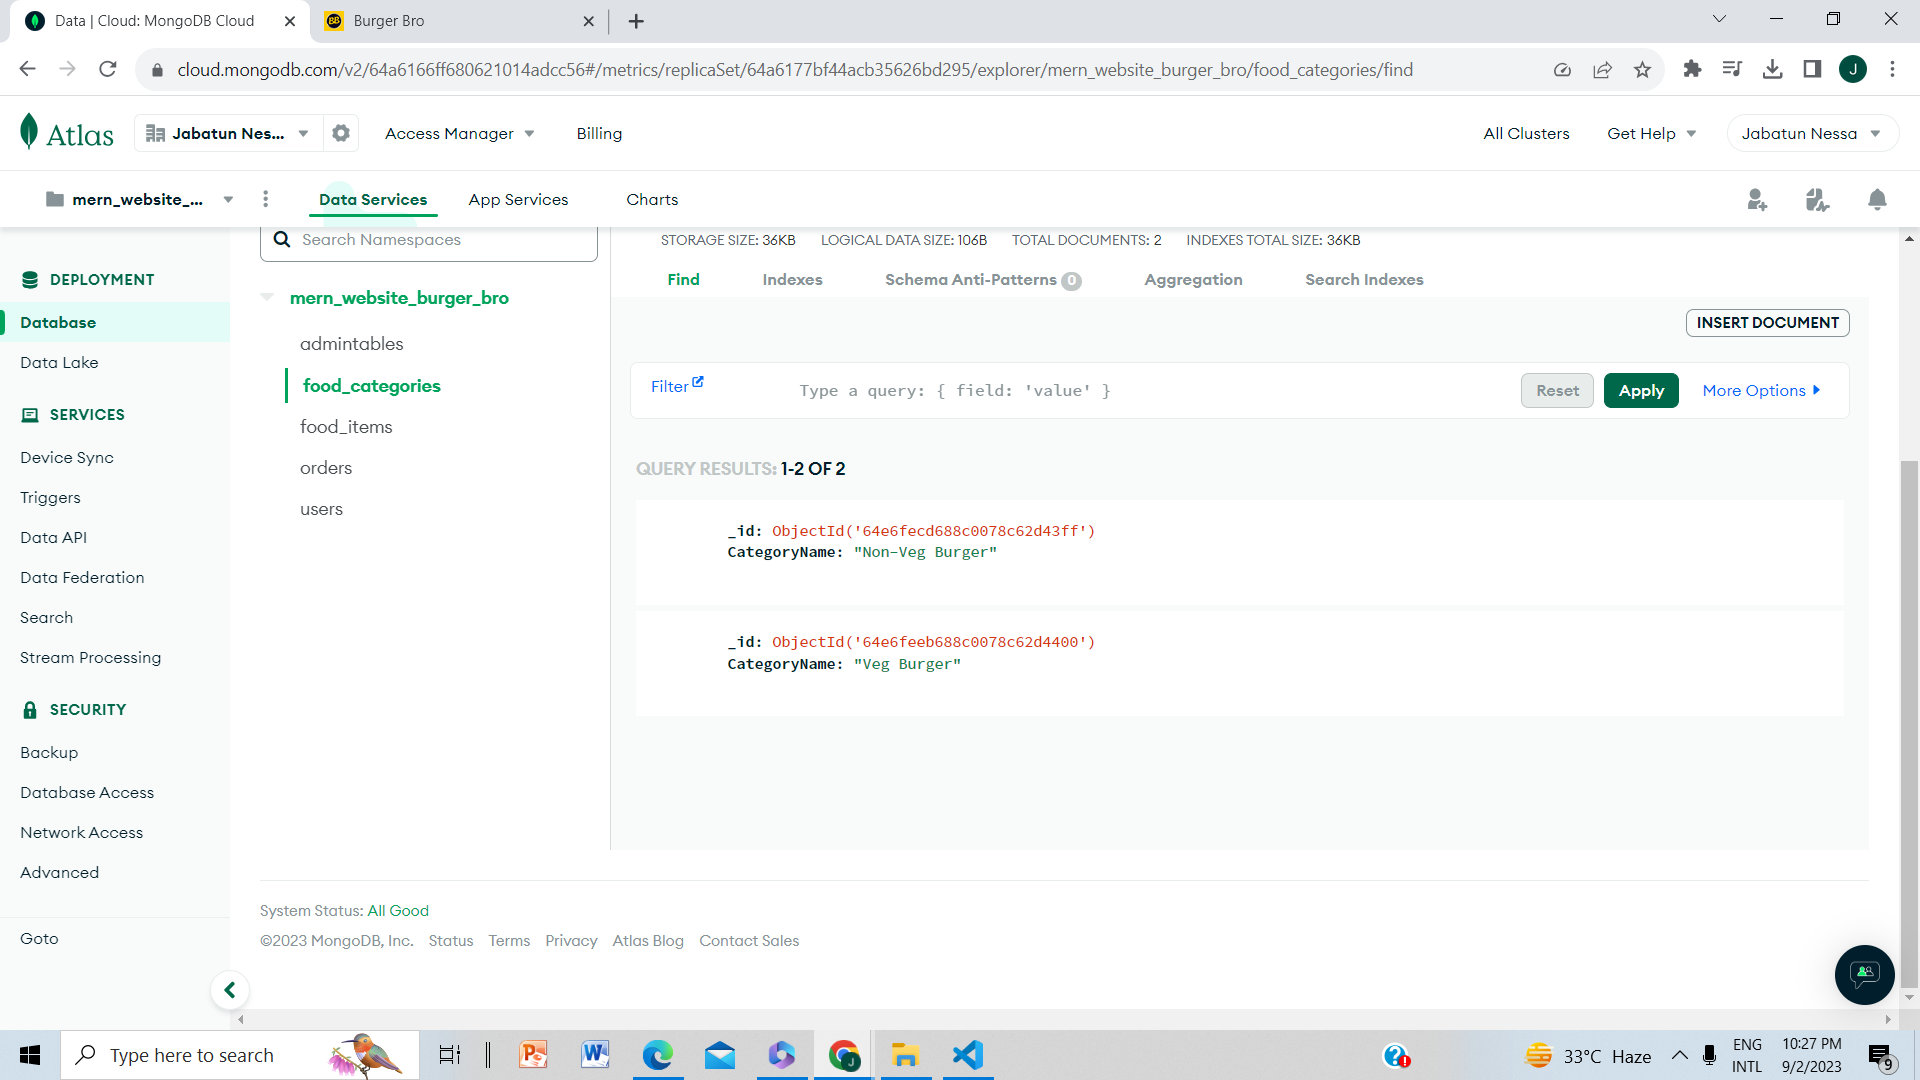 Data | Cloud: MongoDB Cloud
Burger Bro
cloud.mongodb.com/v2/64a6166ff680621014adcc56#/metrics/replicaSet/64a6177bf44acb35626bd295/explorer/mern_website_burger_bro/food_categories/find
J
Atlas
Jabatun Nes...
Access Manager
Billing
All Clusters
Get Help
Jabatun Nessa
mern_website_...
Data Services
App Services
Charts
DEPLOYMENT
Database
Data Lake
SERVICES
Device Sync
Triggers
Data API
Data Federation
Search
Stream Processing
SECURITY
Backup
Database Access
Network Access
Advanced
Goto
Search Namespaces
mern_website_burger_bro
admintables
food_categories
food_items
orders
users
STORAGE SIZE: 36KB LOGICAL DATA SIZE: 106B TOTAL DOCUMENTS: 2 INDEXES TOTAL SIZE: 36KB
Find Indexes Schema Anti-Patterns 0 Aggregation Search Indexes
INSERT DOCUMENT
Filter
Type a query: { field: 'value' }
Reset
Apply
More Options
QUERY RESULTS: 1-2 OF 2
_id: ObjectId('64e6fecd688c0078c62d43ff')
CategoryName: "Non-Veg Burger"
_id: ObjectId('64e6feeb688c0078c62d4400')
CategoryName: "Veg Burger"
System Status: All Good
©2023 MongoDB, Inc. Status Terms Privacy Atlas Blog Contact Sales
Type here to search
33°C Haze
ENG
INTL
10:27 PM
9/2/2023
9